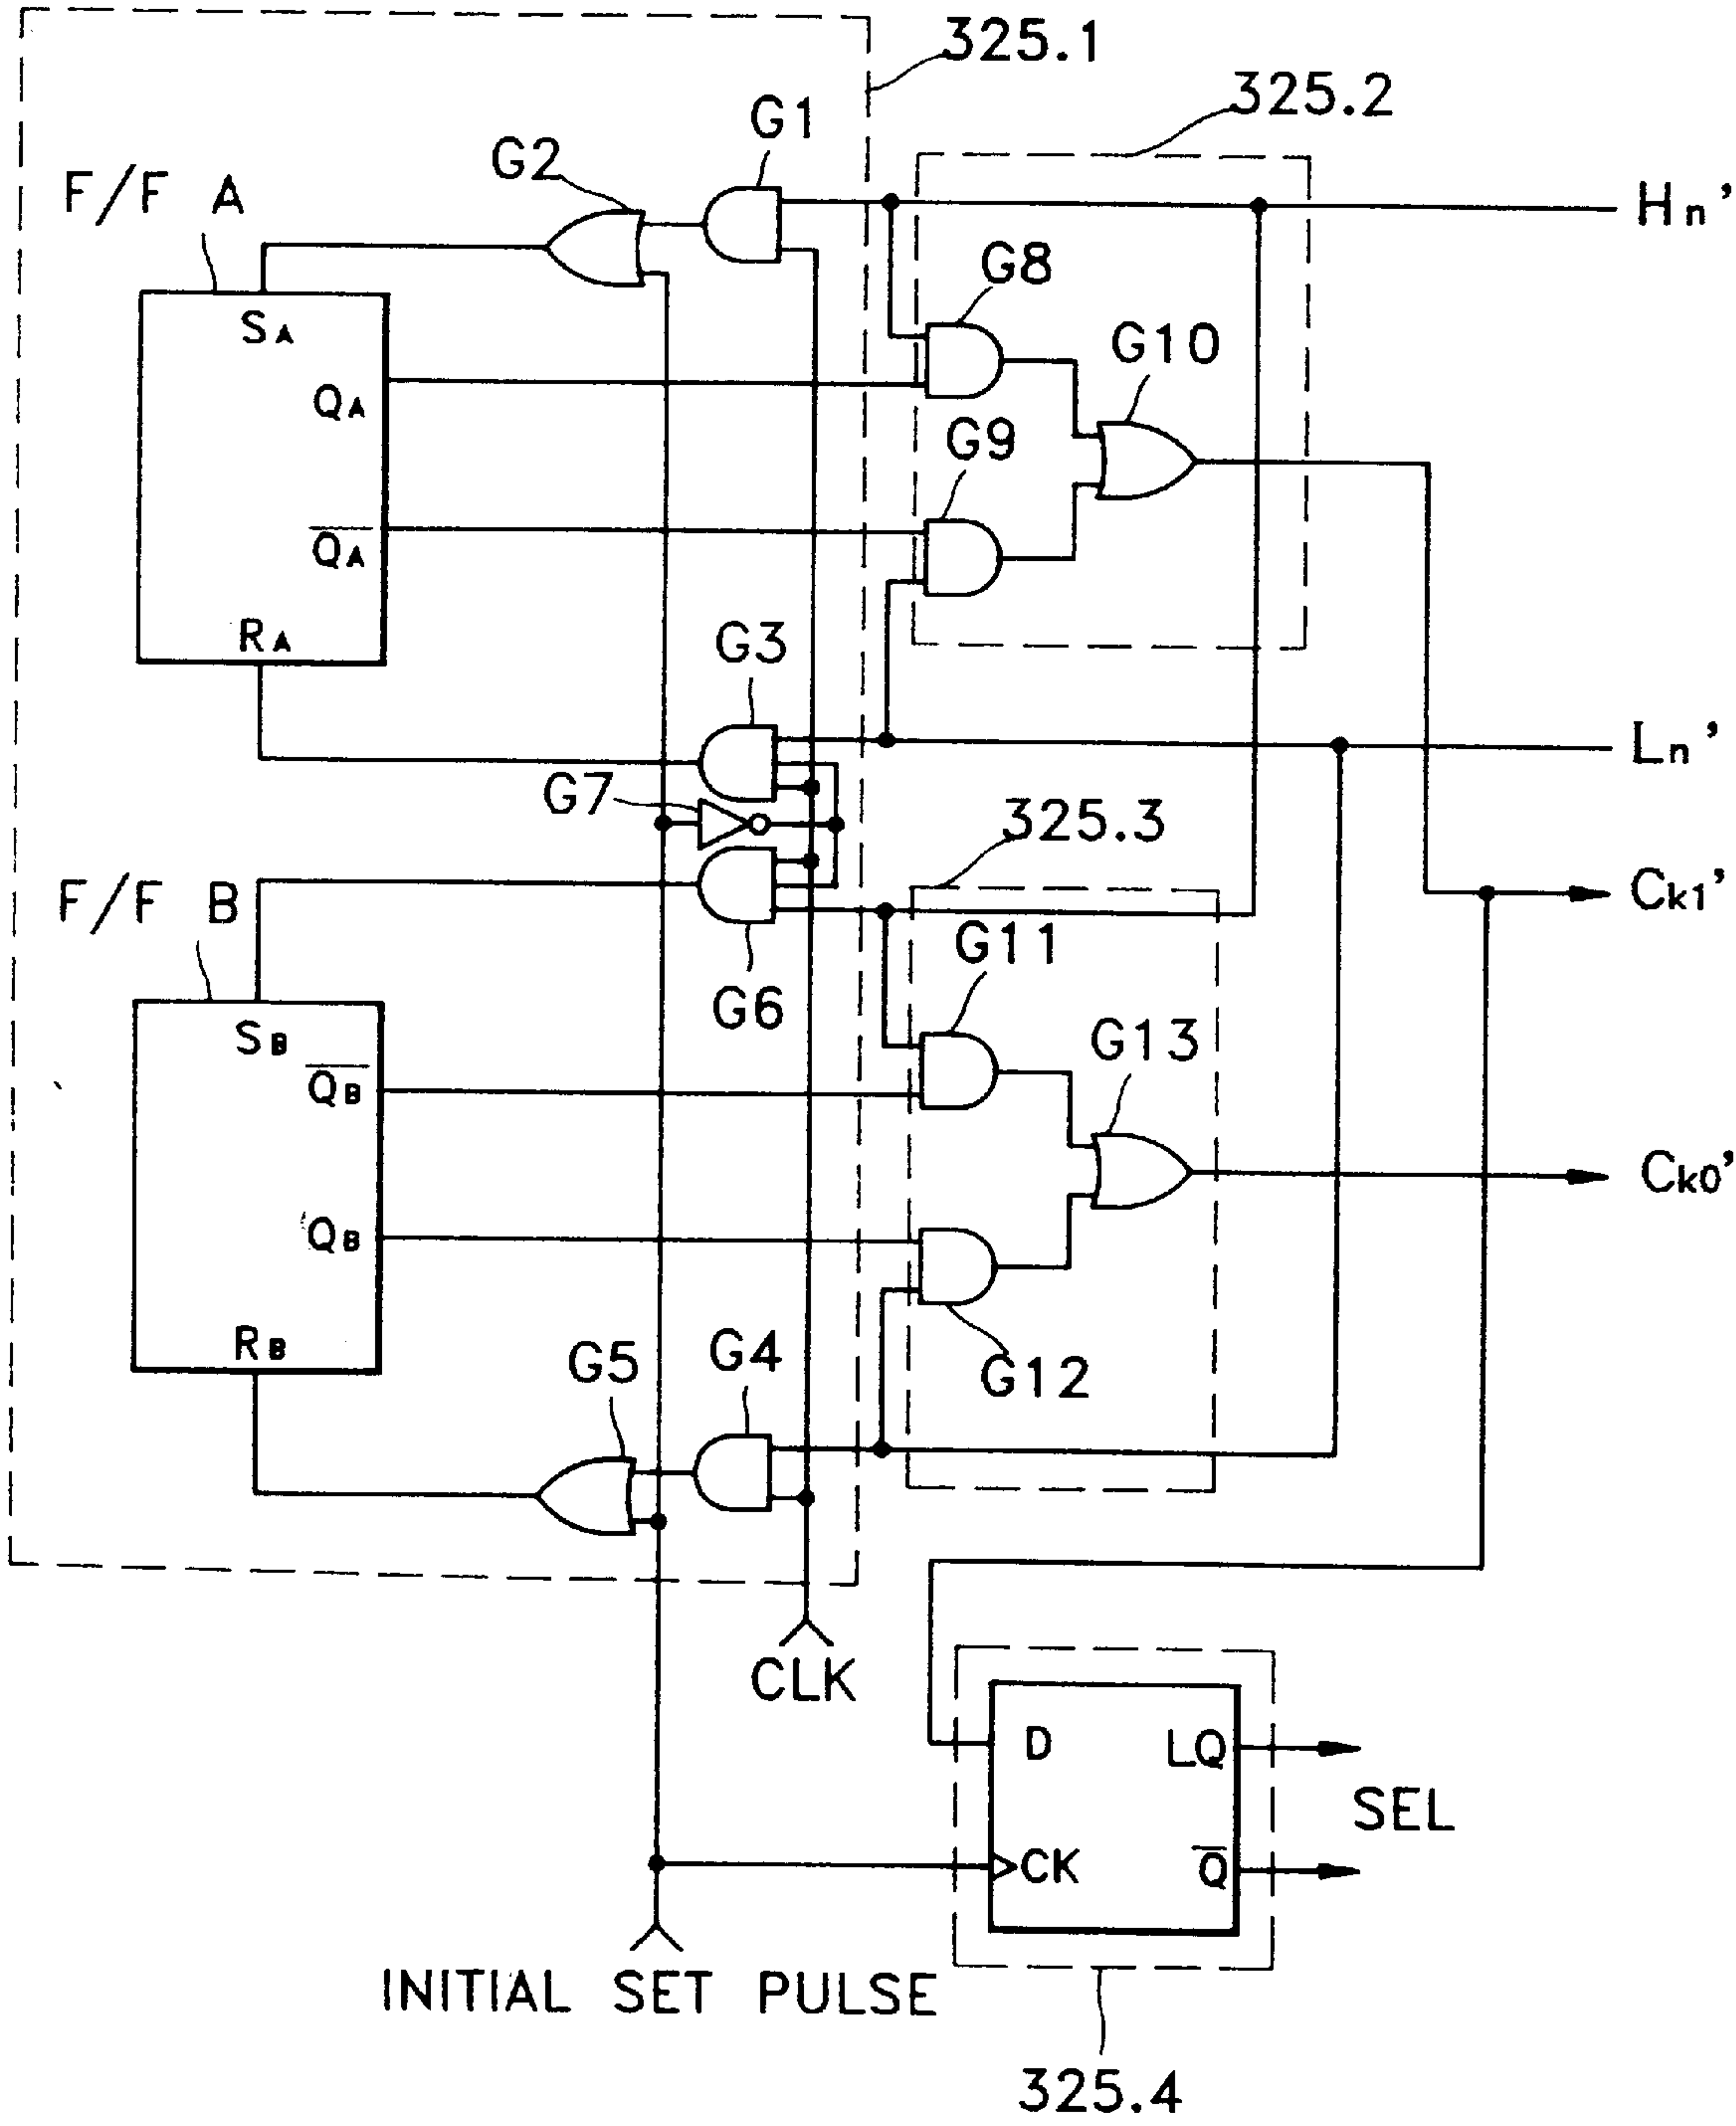 325.1
325.2
G1
G2
F/F A
Hn'
G8
SA
G10
QA
G9
Q̅A̅
RA
G3
Ln'
G7
325.3
F/F B
Ck1'
G11
G6
SB
G13
Q̅B̅
Ck0'
QB
RB
G5
G4
G12
CLK
D
LQ
SEL
CK
Q̅
INITIAL SET PULSE
325.4